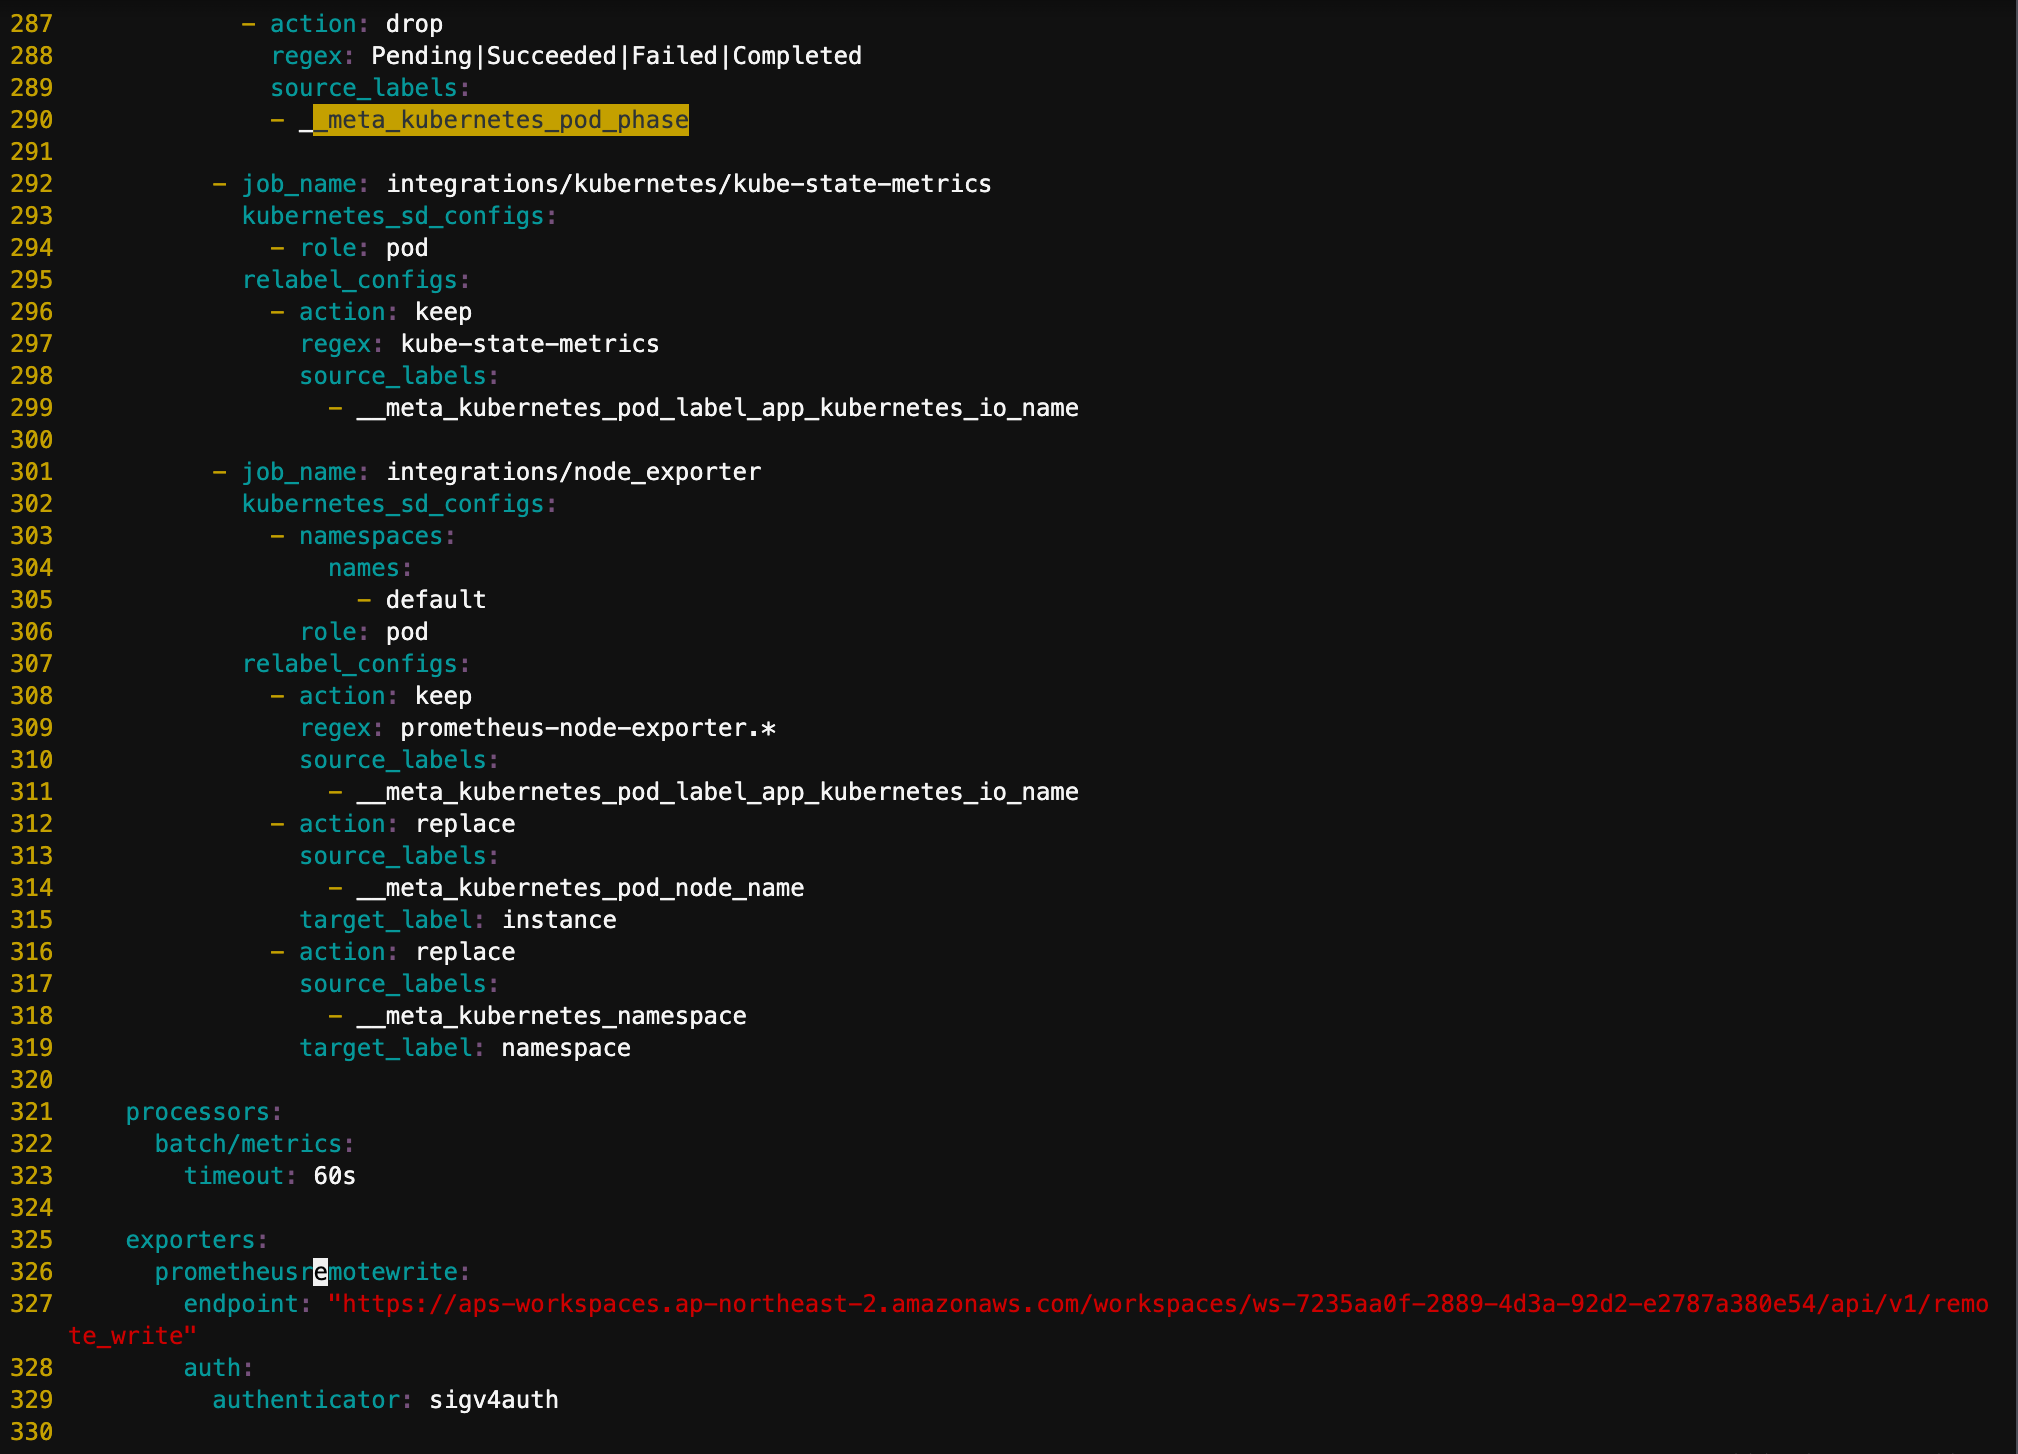 287             - action: drop
288               regex: Pending|Succeeded|Failed|Completed
289               source_labels:
290               - __meta_kubernetes_pod_phase
291
292           - job_name: integrations/kubernetes/kube-state-metrics
293             kubernetes_sd_configs:
294               - role: pod
295             relabel_configs:
296               - action: keep
297                 regex: kube-state-metrics
298                 source_labels:
299                   - __meta_kubernetes_pod_label_app_kubernetes_io_name
300
301           - job_name: integrations/node_exporter
302             kubernetes_sd_configs:
303               - namespaces:
304                   names:
305                     - default
306                 role: pod
307             relabel_configs:
308               - action: keep
309                 regex: prometheus-node-exporter.*
310                 source_labels:
311                   - __meta_kubernetes_pod_label_app_kubernetes_io_name
312               - action: replace
313                 source_labels:
314                   - __meta_kubernetes_pod_node_name
315                 target_label: instance
316               - action: replace
317                 source_labels:
318                   - __meta_kubernetes_namespace
319                 target_label: namespace
320
321     processors:
322       batch/metrics:
323         timeout: 60s
324
325     exporters:
326       prometheusremotewrite:
327         endpoint: "https://aps-workspaces.ap-northeast-2.amazonaws.com/workspaces/ws-7235aa0f-2889-4d3a-92d2-e2787a380e54/api/v1/remo
te_write"
328         auth:
329           authenticator: sigv4auth
330